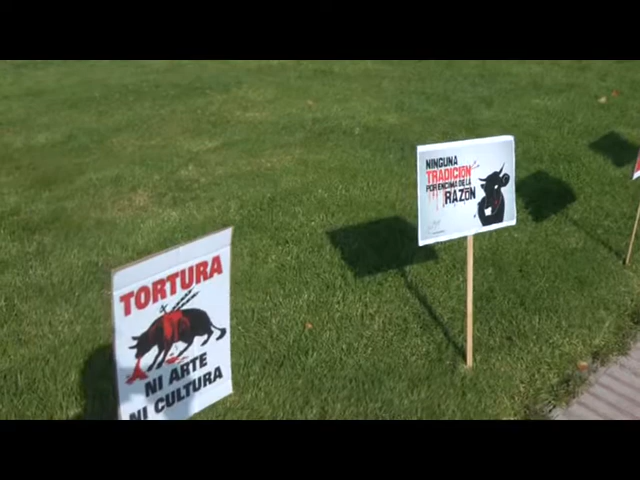 TORTURA
NI ARTE
NI CULTURA
NINGUNA
TRADICIÓN
POR ENCIMA DE LA
RAZÓN